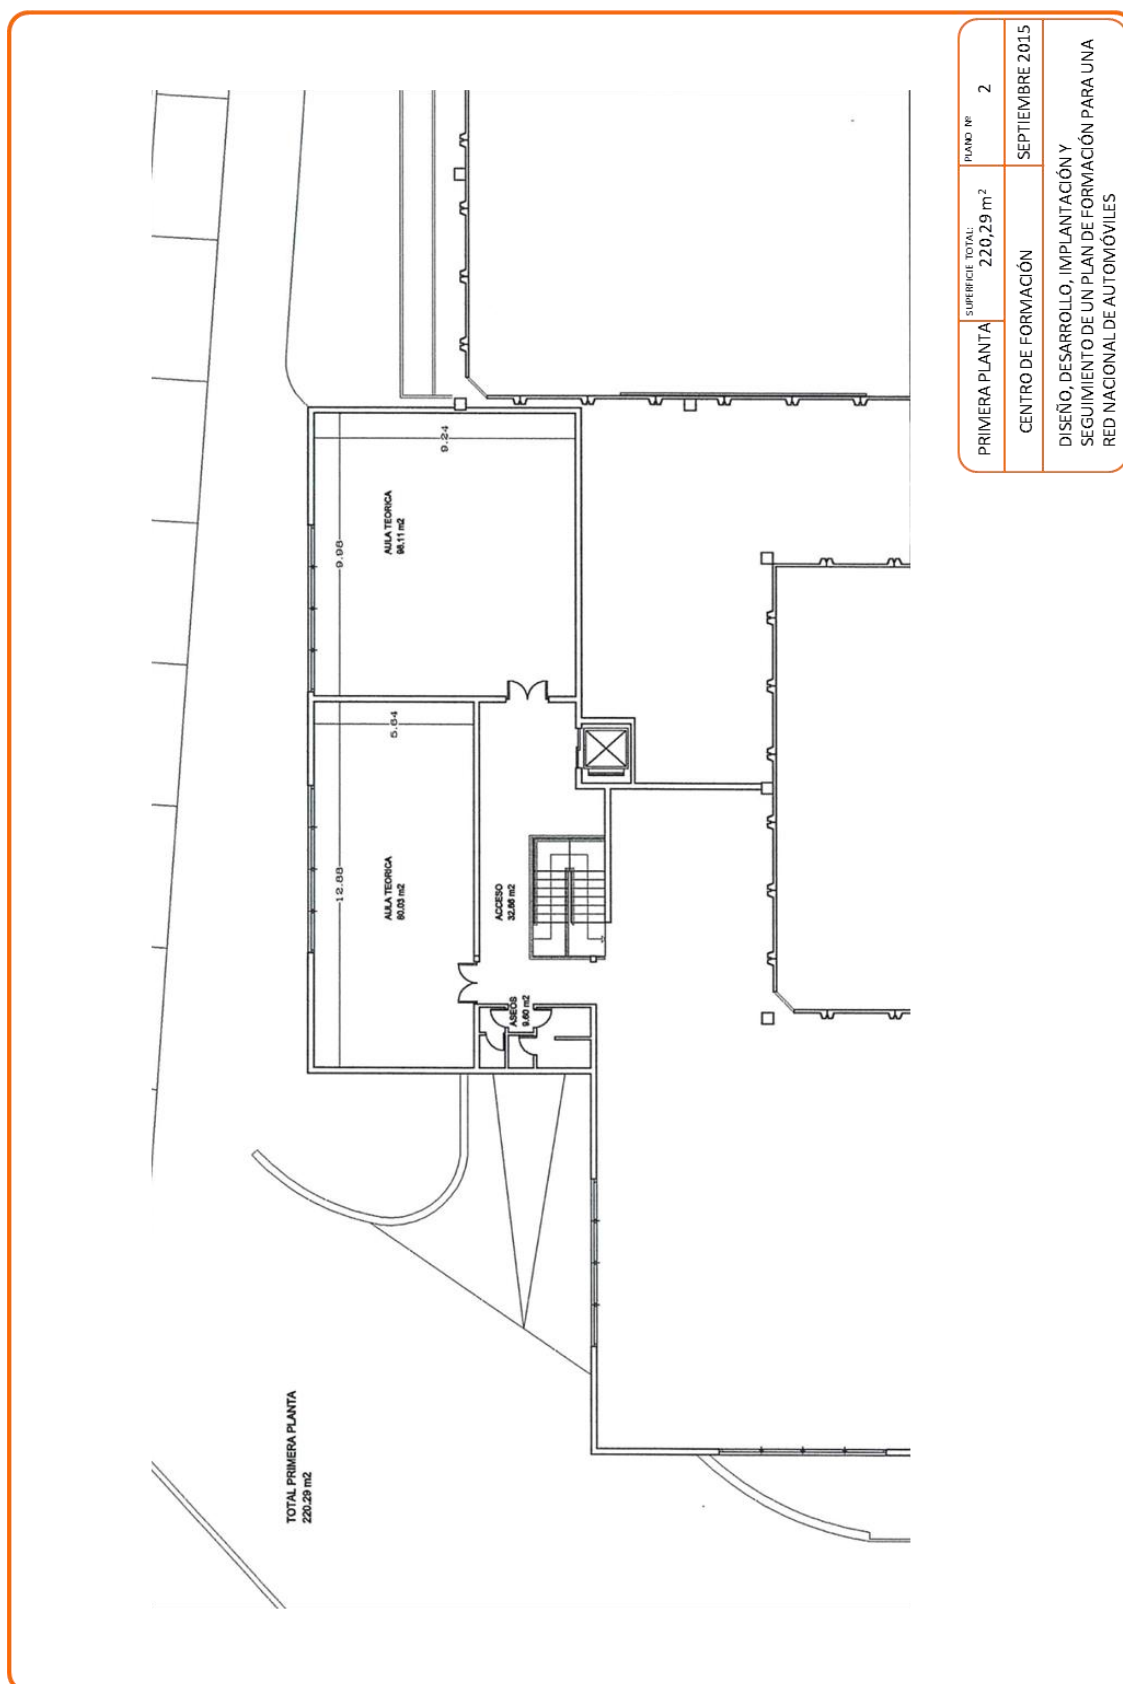 TOTAL PRIMERA PLANTA
220.29 m2
12.88
9.98
AULA TEORICA
80.03 m2
5.64
AULA TEORICA
98.11 m2
9.24
ACCESO
32,86 m2
ASEOS
9.60 m2
PRIMERA PLANTA
SUPERFICIE TOTAL:
220,29 m²
PLANO Nº
2
CENTRO DE FORMACIÓN
SEPTIEMBRE 2015
DISEÑO, DESARROLLO, IMPLANTACIÓN Y
SEGUIMIENTO DE UN PLAN DE FORMACIÓN PARA UNA
RED NACIONAL DE AUTOMÓVILES